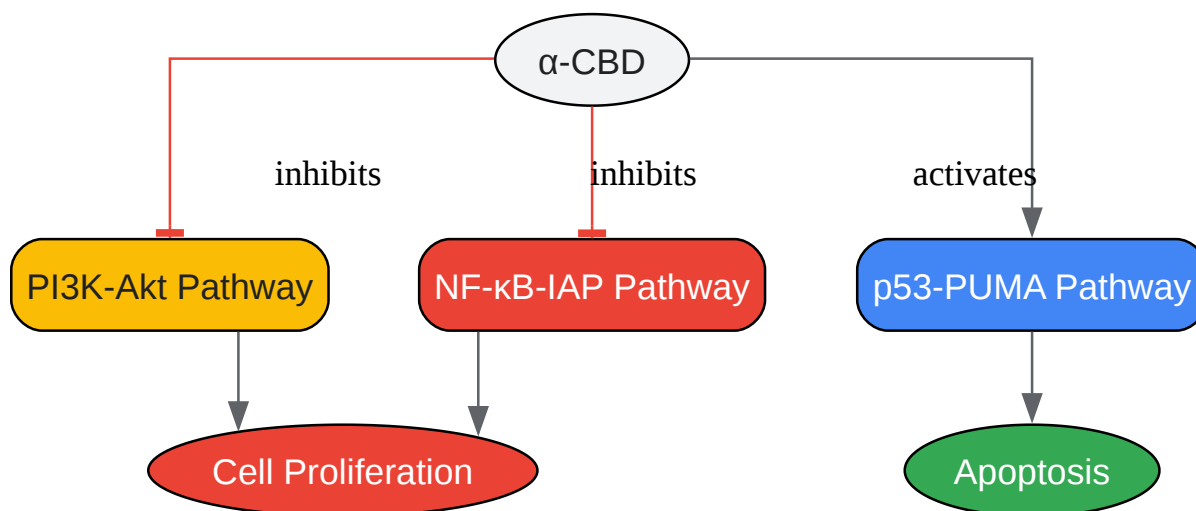 α-CBD
inhibits
inhibits
activates
PI3K-Akt Pathway
NF-κB-IAP Pathway
p53-PUMA Pathway
Cell Proliferation
Apoptosis